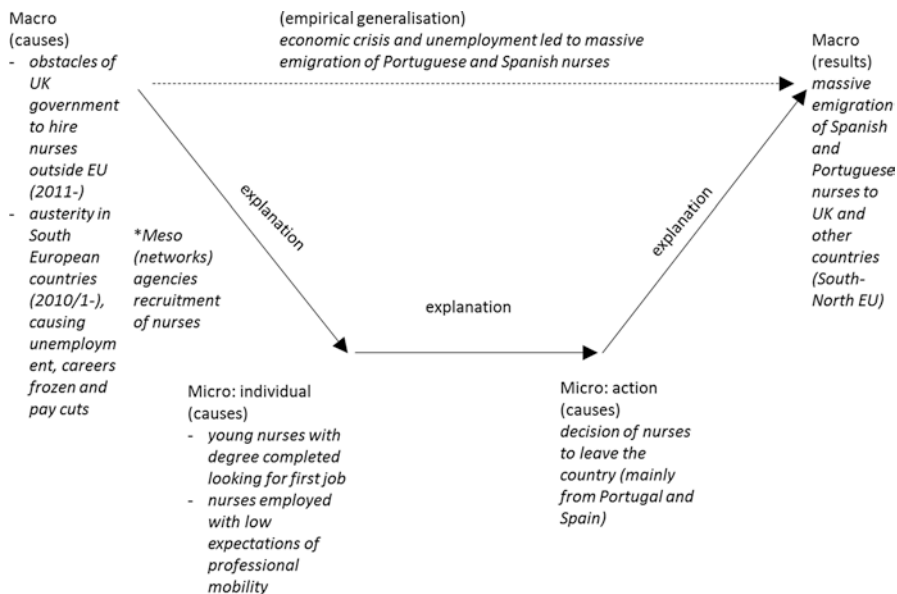 Macro
(causes)
- obstacles of
UK
government
to hire
nurses
outside EU
(2011-)
- austerity in
South
European
countries
(2010/1-),
causing
unemploym
ent, careers
frozen and
pay cuts
(empirical generalisation)
economic crisis and unemployment led to massive
emigration of Portuguese and Spanish nurses
Macro
(results)
massive
emigration
of Spanish
and
Portuguese
nurses to
UK and
other
countries
(South-
North EU)
explanation
*Meso
(networks)
agencies
recruitment
of nurses
explanation
explanation
Micro: individual
(causes)
- young nurses with
degree completed
looking for first job
- nurses employed
with low
expectations of
professional
mobility
Micro: action
(causes)
decision of nurses
to leave the
country (mainly
from Portugal and
Spain)